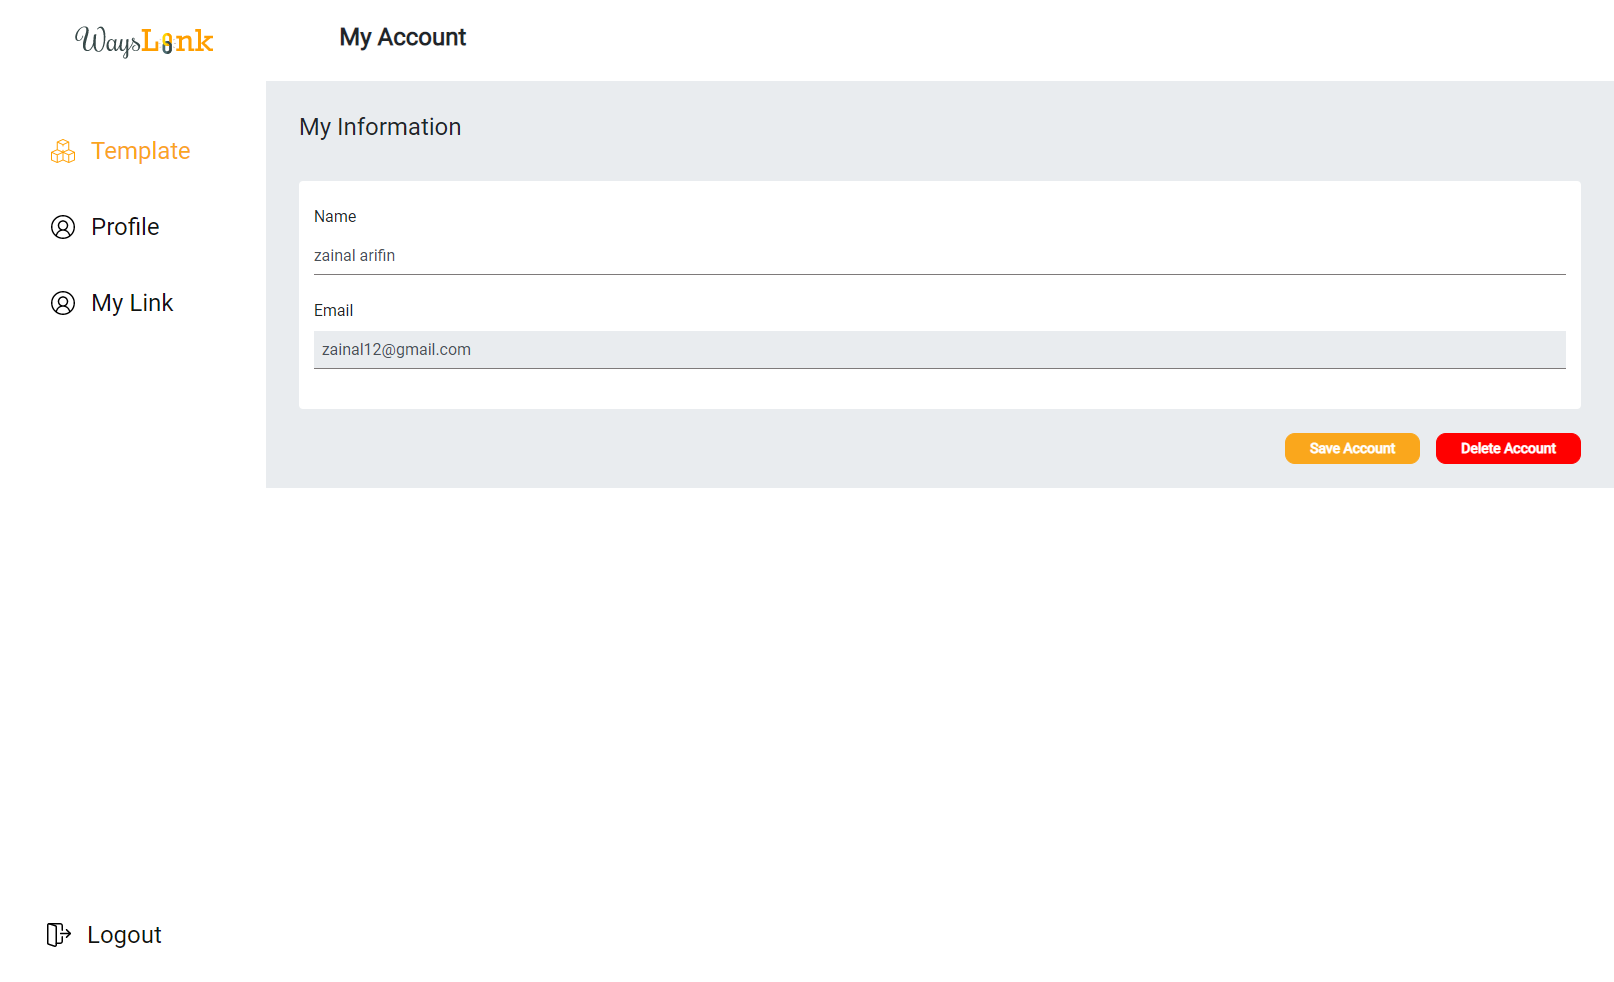 WaysLink
My Account
Template
Profile
My Link
My Information
Name
zainal arifin
Email
zainal12@gmail.com
Save Account
Delete Account
Logout